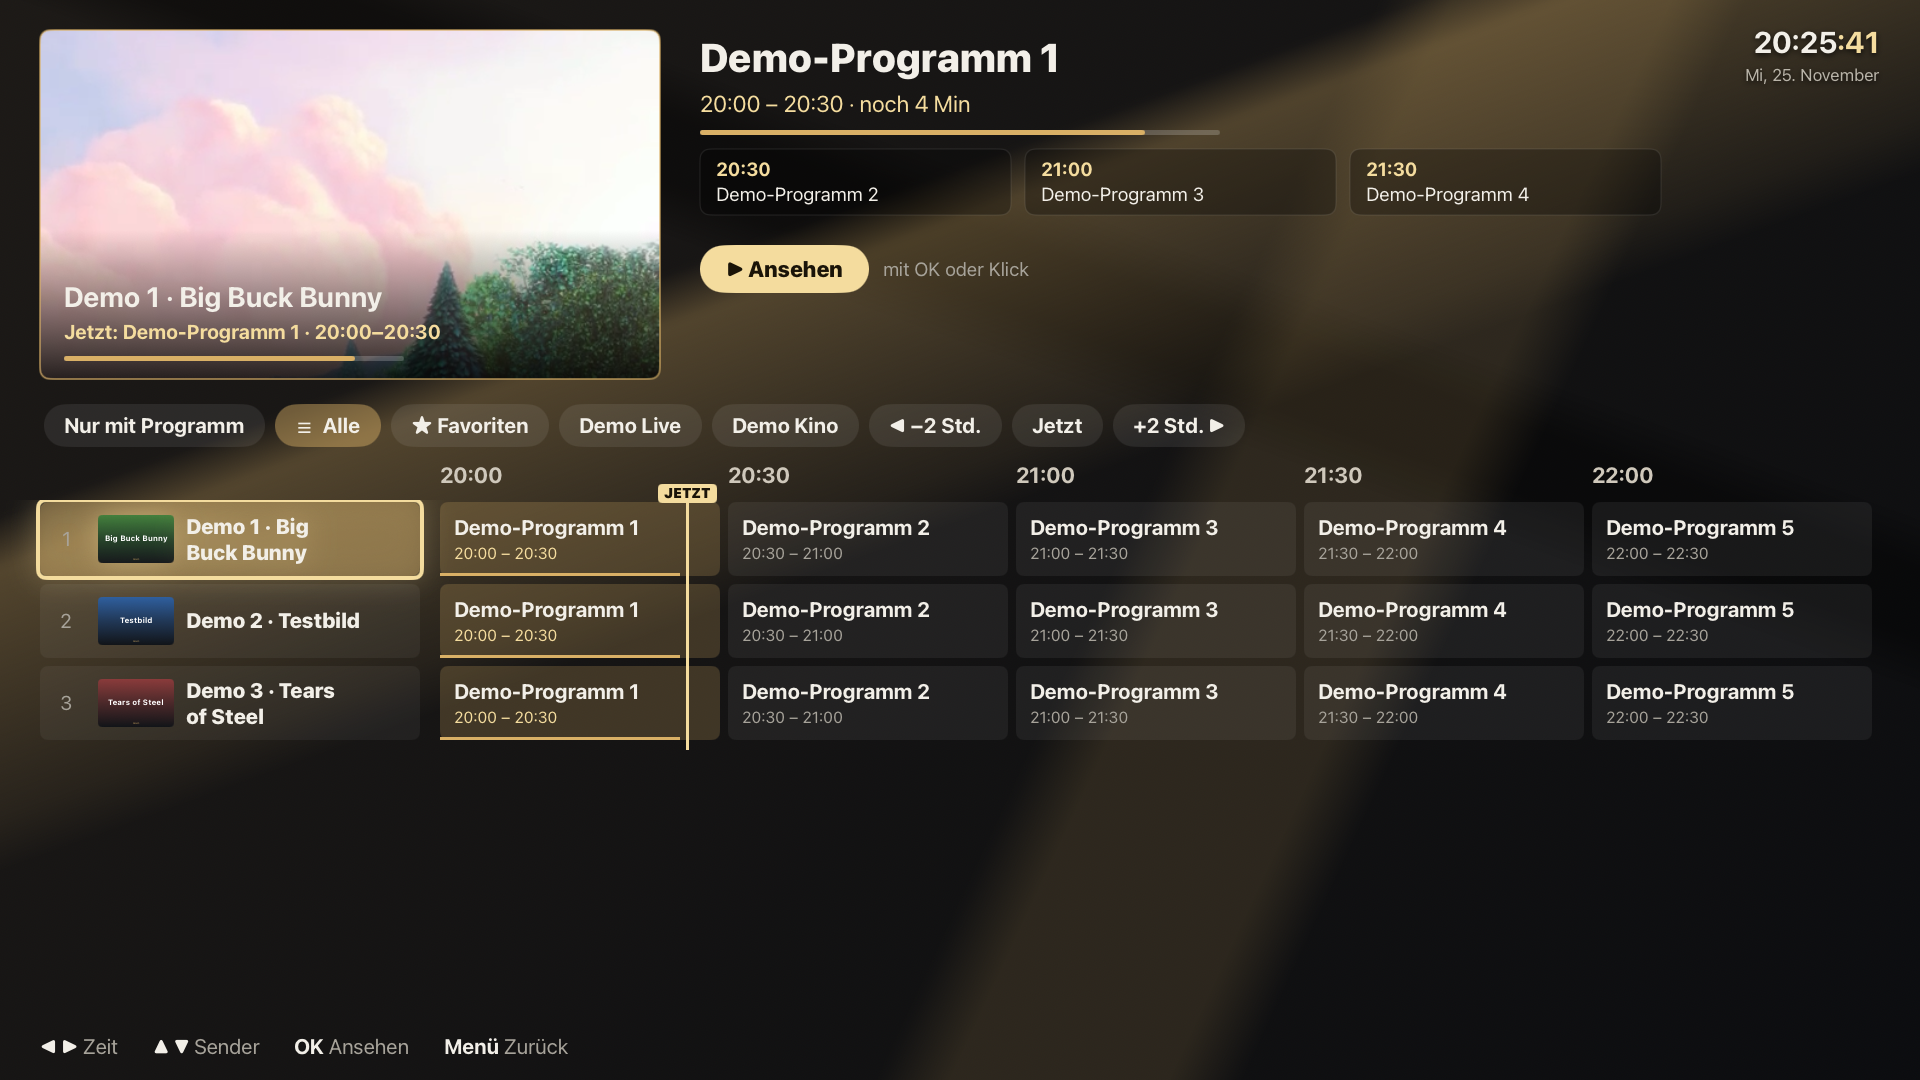 Demo-Programm 1
20:00 – 20:30 · noch 4 Min
20:25:41
Mi, 25. November
20:30
Demo-Programm 2
21:00
Demo-Programm 3
21:30
Demo-Programm 4
▶ Ansehen
mit OK oder Klick
Demo 1 · Big Buck Bunny
Jetzt: Demo-Programm 1 · 20:00–20:30
Nur mit Programm
≡ Alle
★ Favoriten
Demo Live
Demo Kino
◀ –2 Std.
Jetzt
+2 Std. ▶
20:00
20:30
21:00
21:30
22:00
JETZT
1
Big Buck Bunny
Demo 1 · Big
Buck Bunny
Demo-Programm 1
20:00 – 20:30
Demo-Programm 2
20:30 – 21:00
Demo-Programm 3
21:00 – 21:30
Demo-Programm 4
21:30 – 22:00
Demo-Programm 5
22:00 – 22:30
2
Testbild
Demo 2 · Testbild
Demo-Programm 1
20:00 – 20:30
Demo-Programm 2
20:30 – 21:00
Demo-Programm 3
21:00 – 21:30
Demo-Programm 4
21:30 – 22:00
Demo-Programm 5
22:00 – 22:30
3
Tears of Steel
Demo 3 · Tears
of Steel
Demo-Programm 1
20:00 – 20:30
Demo-Programm 2
20:30 – 21:00
Demo-Programm 3
21:00 – 21:30
Demo-Programm 4
21:30 – 22:00
Demo-Programm 5
22:00 – 22:30
◀ ▶ Zeit
▲ ▼ Sender
OK Ansehen
Menü Zurück